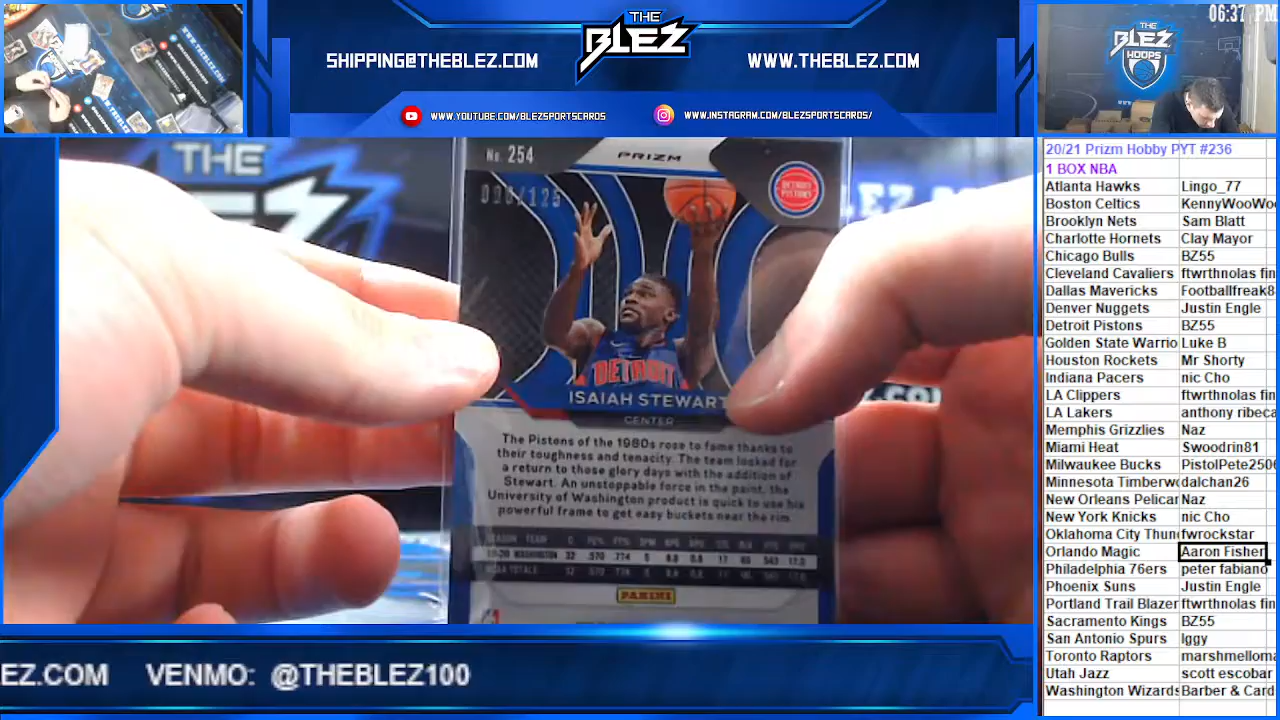 06:37 PM
THE
BLEZ
SHIPPING@THEBLEZ.COM
WWW.THEBLEZ.COM
WWW.YOUTUBE.COM/BLEZSPORTSCARDS
WWW.INSTAGRAM.COM/BLEZSPORTSCARDS/
THE
BLEZ
HOOPS
THE
No. 254
PRIZM
DETROIT
PISTONS
DETROIT
ISAIAH STEWART
CENTER
The Pistons of the 1980s rose to fame thanks to
their toughness and tenacity. The team looked for
a return to those glory days with the addition of
Stewart. An unstoppable force in the paint, the
University of Washington product is quick to use his
powerful frame to get easy buckets near the rim.
PANINI
20/21 Prizm Hobby PYT #236
1 BOX NBA
Atlanta Hawks Lingo_77
Boston Celtics KennyWooWoo
Brooklyn Nets Sam Blatt
Charlotte Hornets Clay Mayor
Chicago Bulls BZ55
Cleveland Cavaliers ftwrthnolas fin
Dallas Mavericks Footballfreak8
Denver Nuggets Justin Engle
Detroit Pistons BZ55
Golden State Warrio Luke B
Houston Rockets Mr Shorty
Indiana Pacers nic Cho
LA Clippers ftwrthnolas fin
LA Lakers anthony ribeca
Memphis Grizzlies Naz
Miami Heat Swoodrin81
Milwaukee Bucks PistolPete2500
Minnesota Timberwo dalchan26
New Orleans Pelican Naz
New York Knicks nic Cho
Oklahoma City Thun fwrockstar
Orlando Magic Aaron Fisher
Philadelphia 76ers peter fabiano
Phoenix Suns Justin Engle
Portland Trail Blazer ftwrthnolas fin
Sacramento Kings BZ55
San Antonio Spurs Iggy
Toronto Raptors marshmelloma
Utah Jazz scott escobar
Washington Wizards Barber & Card
EZ.COM VENMO: @THEBLEZ100